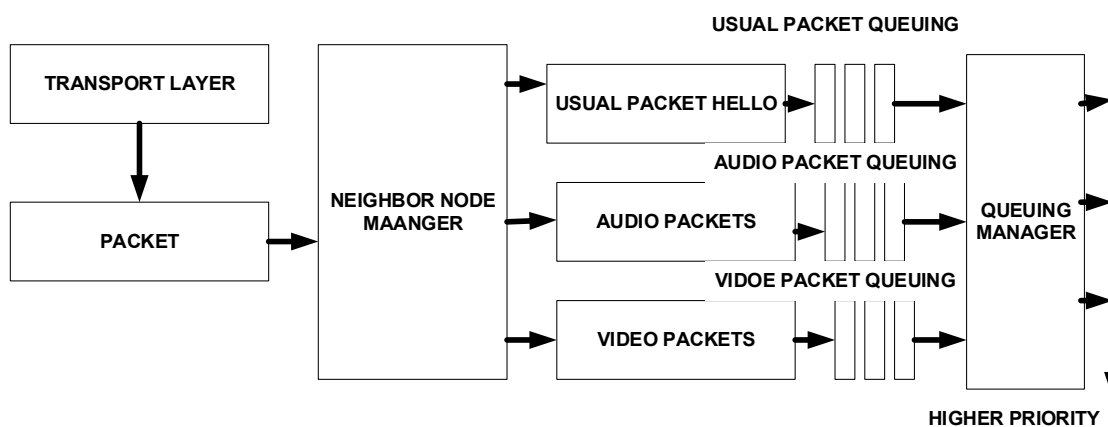 USUAL PACKET QUEUING
TRANSPORT LAYER
USUAL PACKET HELLO
AUDIO PACKET QUEUING
NEIGHBOR NODE
MAANGER
PACKET
AUDIO PACKETS
QUEUING
MANAGER
VIDOE PACKET QUEUING
VIDEO PACKETS
HIGHER PRIORITY